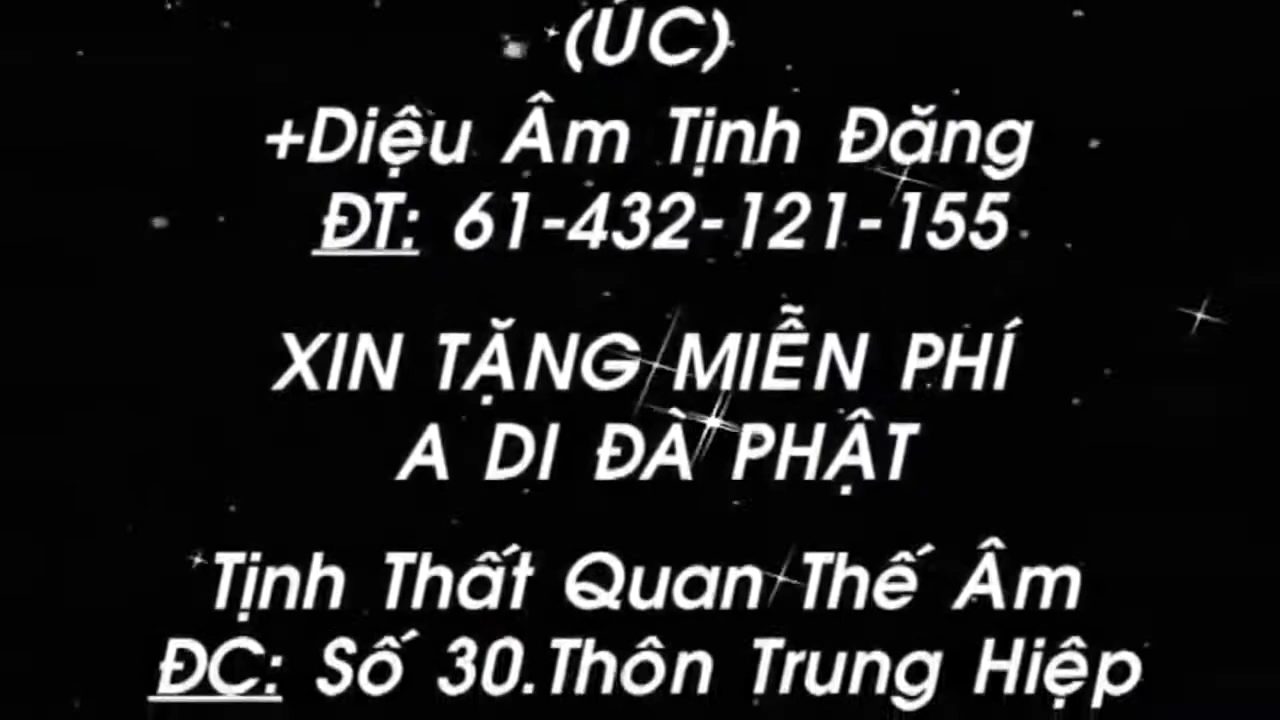 (ÚC)
+Diệu Âm Tịnh Đăng
ĐT: 61-432-121-155
XIN TẶNG MIỄN PHÍ
A DI ĐÀ PHẬT
Tịnh Thất Quan Thế Âm
ĐC: Số 30.Thôn Trung Hiệp